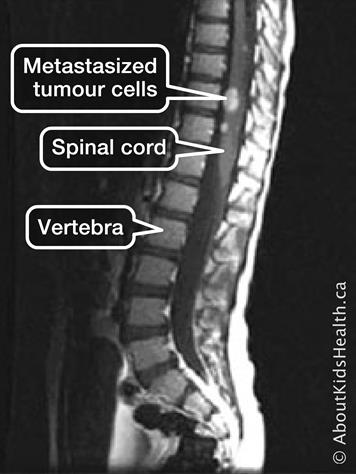 Metastasized
tumour cells
Spinal cord
Vertebra
© AboutKidsHealth.ca